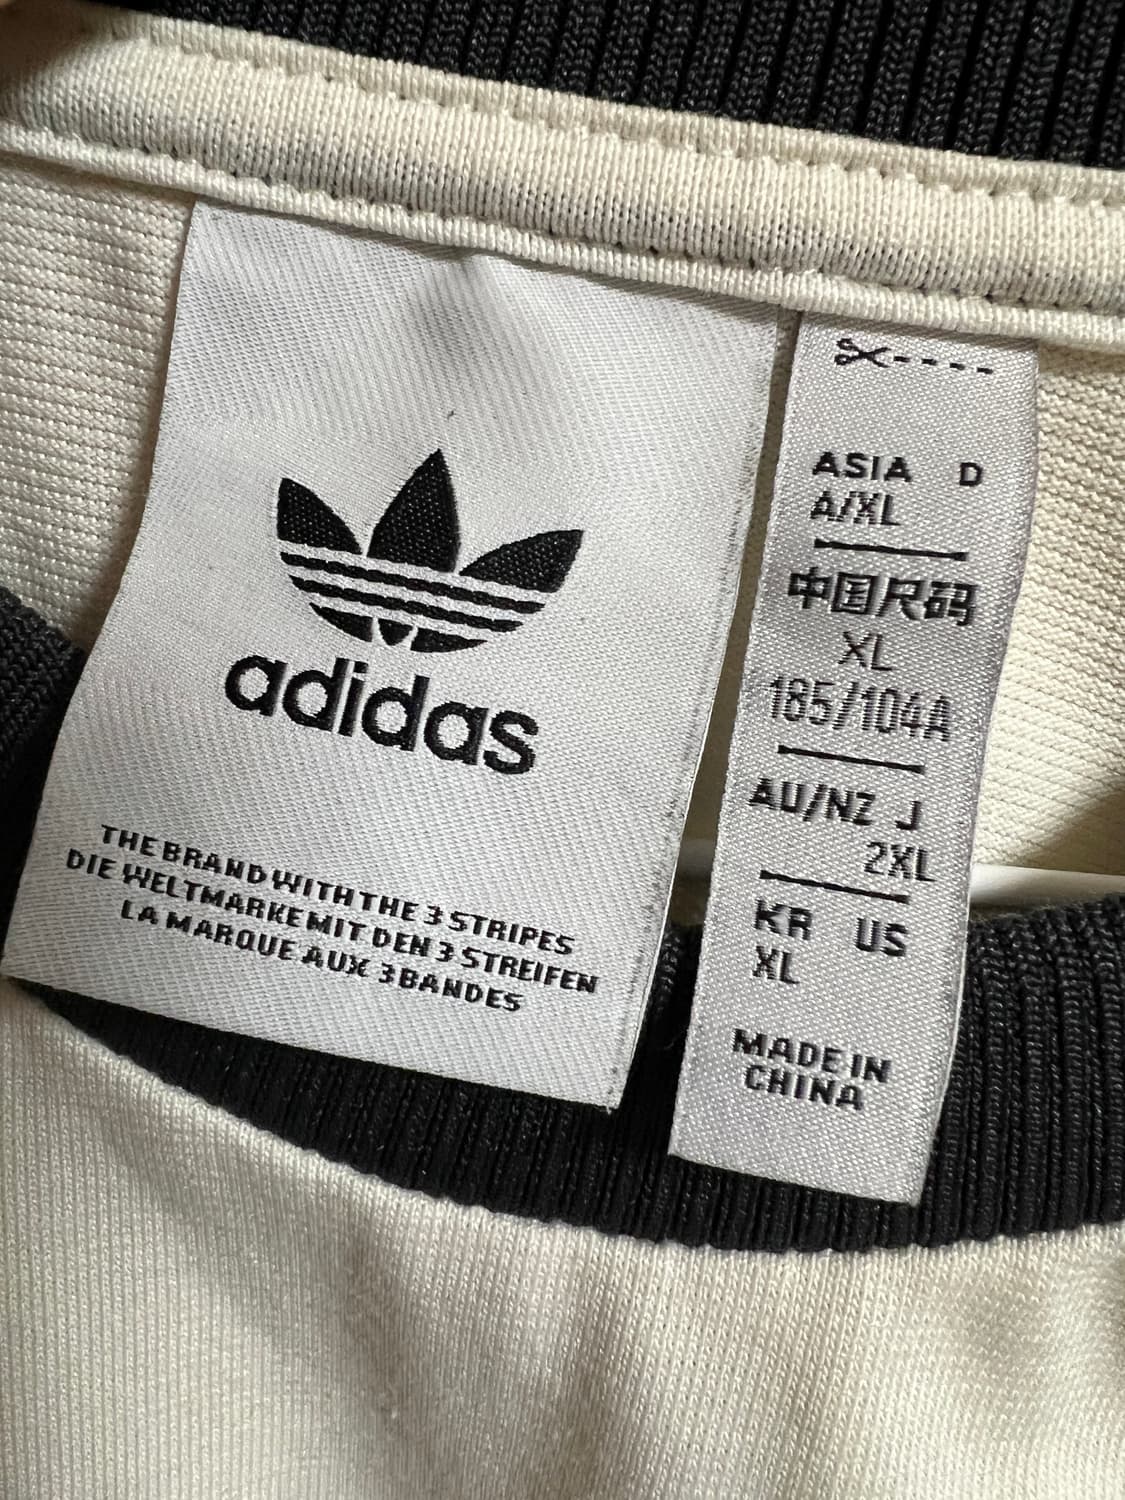 adidas
THE BRAND WITH THE 3 STRIPES
DIE WELTMARKE MIT DEN 3 STREIFEN
LA MARQUE AUX 3 BANDES
ASIA D
A/XL
中国尺码
XL
185/104A
AU/NZ J
2XL
KR US
XL
MADE IN
CHINA